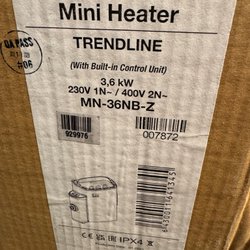 Mini Heater
TRENDLINE
(With Built-in Control Unit)
3,6 kW
230V 1N~ / 400V 2N~
MN-36NB-Z
QA PASS
#06
929976
007872
IPX4